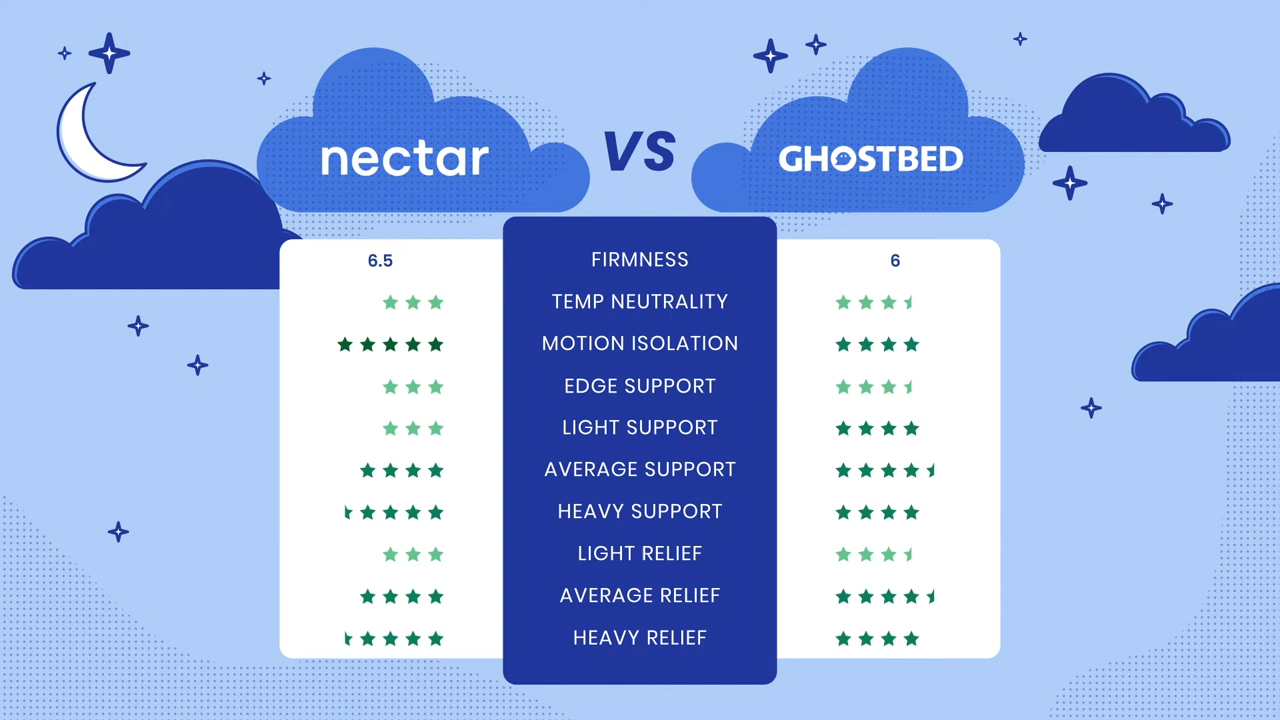 nectar VS GHOSTBED
6.5 FIRMNESS 6
TEMP NEUTRALITY
MOTION ISOLATION
EDGE SUPPORT
LIGHT SUPPORT
AVERAGE SUPPORT
HEAVY SUPPORT
LIGHT RELIEF
AVERAGE RELIEF
HEAVY RELIEF